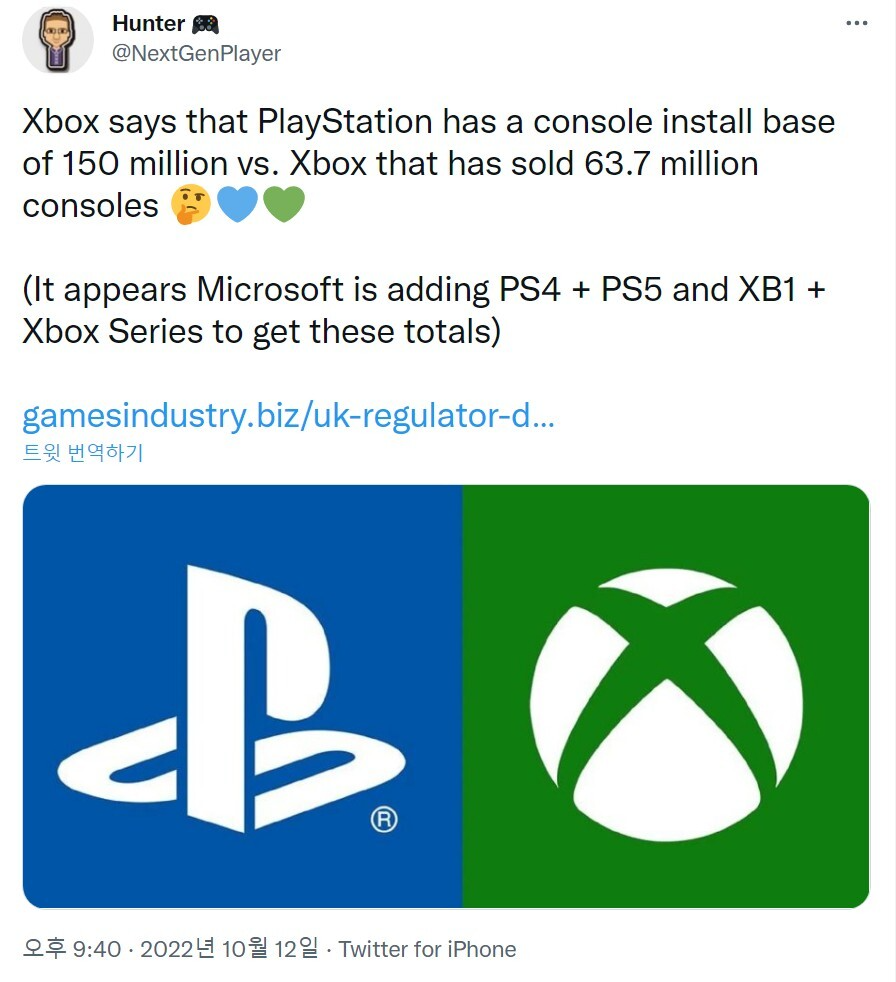 Hunter 🎮
@NextGenPlayer
Xbox says that PlayStation has a console install base
of 150 million vs. Xbox that has sold 63.7 million
consoles 🤔💙💚
(It appears Microsoft is adding PS4 + PS5 and XB1 +
Xbox Series to get these totals)
gamesindustry.biz/uk-regulator-d...
트윗 번역하기
®
오후 9:40 · 2022년 10월 12일 · Twitter for iPhone